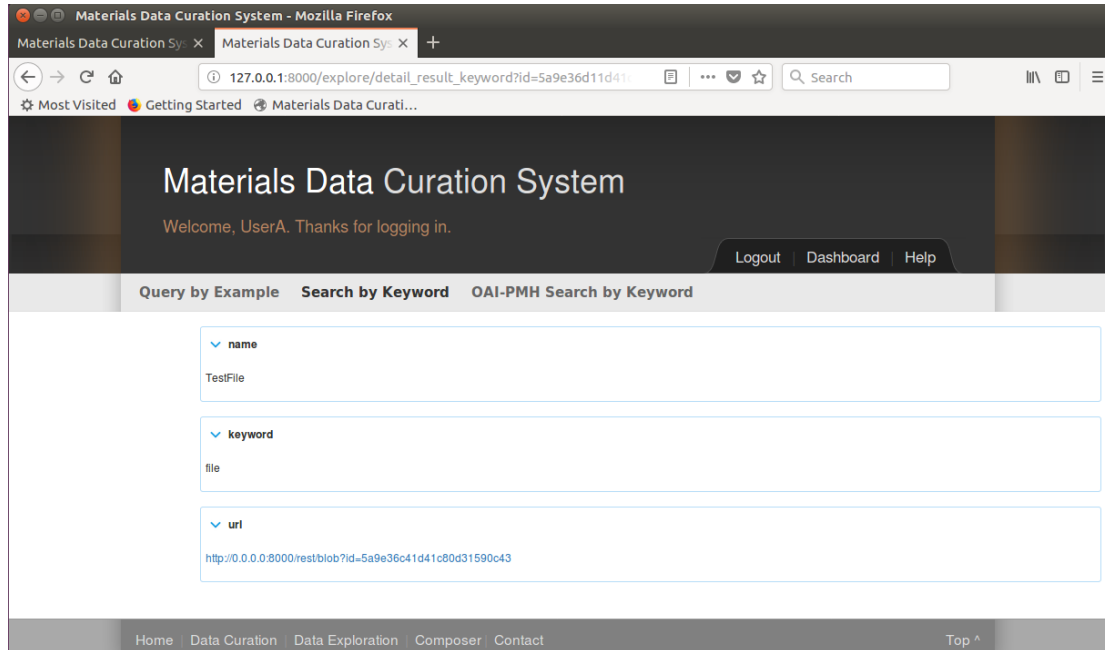 Materials Data Curation System - Mozilla Firefox
Materials Data Curation Sys Materials Data Curation Sys
127.0.0.1:8000/explore/detail_result_keyword?id=5a9e36d11d41 Search
Most Visited Getting Started Materials Data Curati...
Materials Data Curation System
Welcome, UserA. Thanks for logging in.
Logout | Dashboard | Help
Query by Example Search by Keyword OAI-PMH Search by Keyword
name
TestFile
keyword
file
url
http://0.0.0.0:8000/rest/blob?id=5a9e36c41d41c80d31590c43
Home | Data Curation | Data Exploration | Composer | Contact Top ^